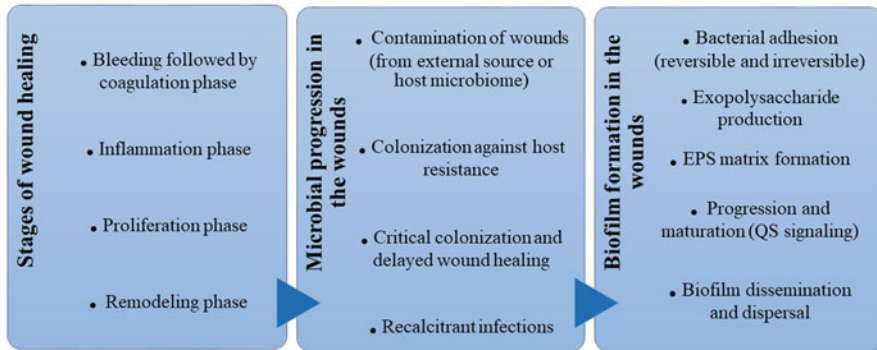 Stages of wound healing
• Bleeding followed by
coagulation phase
• Inflammation phase
• Proliferation phase
• Remodeling phase
Microbial progression in
the wounds
• Contamination of wounds
(from external source or
host microbiome)
• Colonization against host
resistance
• Critical colonization and
delayed wound healing
• Recalcitrant infections
Biofilm formation in the
wounds
• Bacterial adhesion
(reversible and irreversible)
• Exopolysaccharide
production
• EPS matrix formation
• Progression and
maturation (QS signaling)
• Biofilm dissemination
and dispersal